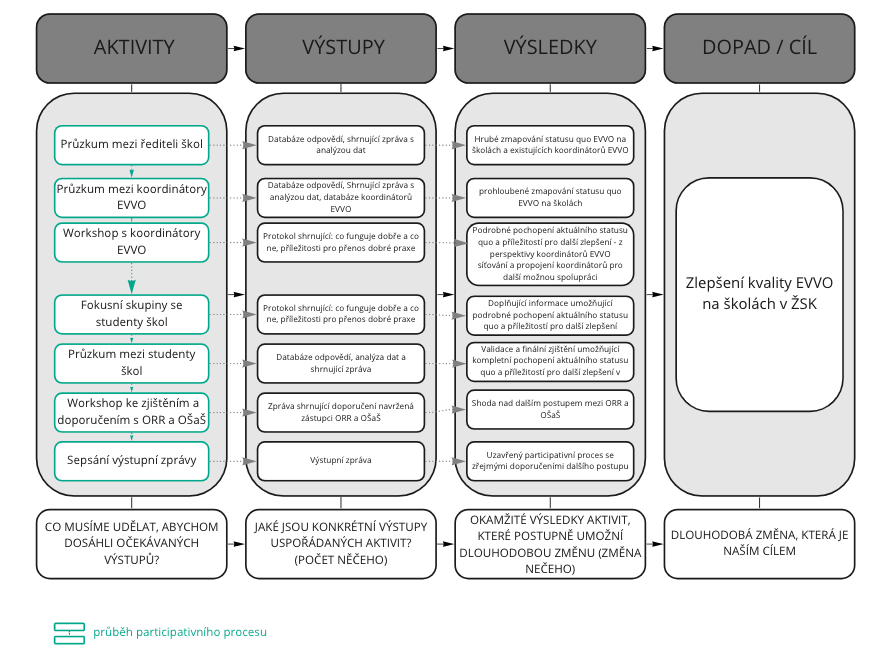 AKTIVITY
VÝSTUPY
VÝSLEDKY
DOPAD / CÍL
Průzkum mezi řediteli škol
Databáze odpovědí, shrnující zpráva s
analýzou dat
Hrubé zmapování statusu quo EVVO na
školách a existujících koordinátorů EVVO
Průzkum mezi koordinátory
EVVO
Databáze odpovědí, Shrnující zpráva s
analýzou dat, databáze koordinátorů
EVVO
prohloubené zmapování statusu quo
EVVO na školách
Workshop s koordinátory
EVVO
Protokol shrnující: co funguje dobře a co
ne, příležitosti pro přenos dobré praxe
Podrobné pochopení aktuálního statusu
quo a příležitostí pro další zlepšení - z
perspektivy koordinátorů EVVO
síťování a propojení koordinátorů pro
další možnou spolupráci
Fokusní skupiny se
studenty škol
Protokol shrnující: co funguje dobře a co
ne, příležitosti pro přenos dobré praxe
Doplňující informace umožňující
podrobné pochopení aktuálního statusu
quo a příležitostí pro další zlepšení
Průzkum mezi studenty
škol
Databáze odpovědí, analýza dat a
shrnující zpráva
Validace a finální zjištění umožňující
kompletní pochopení aktuálního statusu
quo a příležitostí pro další zlepšení v
Workshop ke zjištěním a
doporučením s ORR a OŠaŠ
Zpráva shrnující doporučení navržená
zástupci ORR a OŠaŠ
Shoda nad dalším postupem mezi ORR a
OŠaŠ
Sepsání výstupní zprávy
Výstupní zpráva
Uzavřený participativní proces se
zřejmými doporučeními dalšího postupu
Zlepšení kvality EVVO
na školách v ŽSK
CO MUSÍME UDĚLAT, ABYCHOM
DOSÁHLI OČEKÁVANÝCH
VÝSTUPŮ?
JAKÉ JSOU KONKRÉTNÍ VÝSTUPY
USPOŘÁDANÝCH AKTIVIT?
(POČET NĚČEHO)
OKAMŽITÉ VÝSLEDKY AKTIVIT,
KTERÉ POSTUPNĚ UMOŽNÍ
DLOUHODOBOU ZMĚNU (ZMĚNA
NEČEHO)
DLOUHODOBÁ ZMĚNA, KTERÁ JE
NAŠÍM CÍLEM
průběh participativního procesu